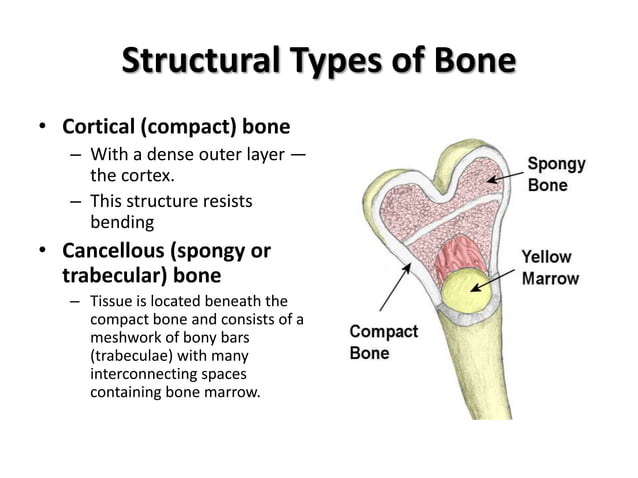 Structural Types of Bone
• Cortical (compact) bone
– With a dense outer layer —
the cortex.
– This structure resists
bending
• Cancellous (spongy or
trabecular) bone
– Tissue is located beneath the
compact bone and consists of a
meshwork of bony bars
(trabeculae) with many
interconnecting spaces
containing bone marrow.
Spongy
Bone
Yellow
Marrow
Compact
Bone